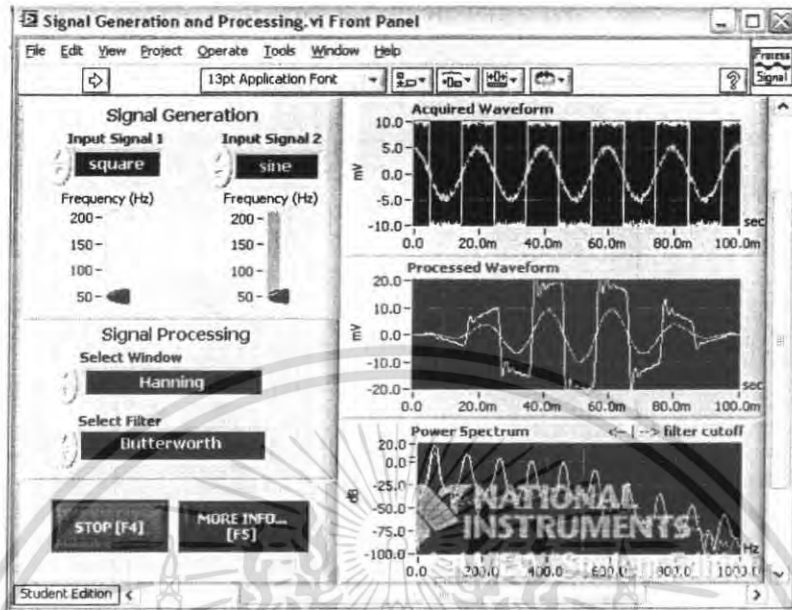 Signal Generation and Processing.vi Front Panel
File Edit View Project Operate Tools Window Help
13pt Application Font
Process
Signal
Signal Generation
Input Signal 1
square
Input Signal 2
sine
Frequency (Hz)
200
150
100
50
Frequency (Hz)
200
150
100
50
Signal Processing
Select Window
Hanning
Select Filter
Butterworth
STOP [F4]
MORE INFO...
[F5]
Acquired Waveform
mV
10.0
5.0
0.0
-5.0
-10.0
sec
0.0 20.0m 40.0m 60.0m 80.0m 100.0m
Processed Waveform
mV
20.0
10.0
0.0
-10.0
-20.0
sec
0.0 20.0m 40.0m 60.0m 80.0m 100.0m
Power Spectrum
<--|--> filter cutoff
dB
20.0
0.0
-25.0
-50.0
-75.0
-100.0
Hz
0.0 200.0 400.0 600.0 800.0 1000.0
NATIONAL
INSTRUMENTS
LabVIEW Student Edition
Student Edition